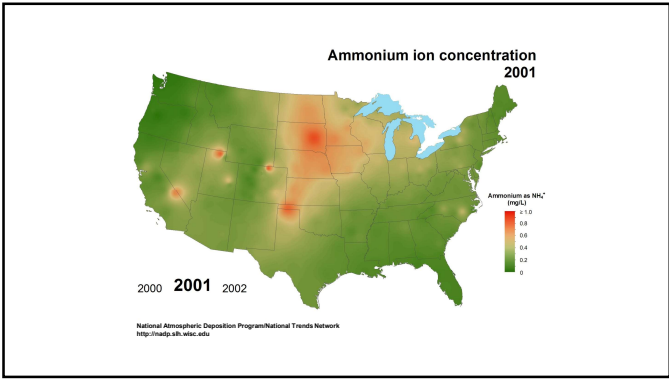 Ammonium ion concentration
2001
Ammonium as NH₄⁺
(mg/L)
≥ 1.0
0.8
0.6
0.4
0.2
0
2000 2001 2002
National Atmospheric Deposition Program/National Trends Network
http://nadp.slh.wisc.edu